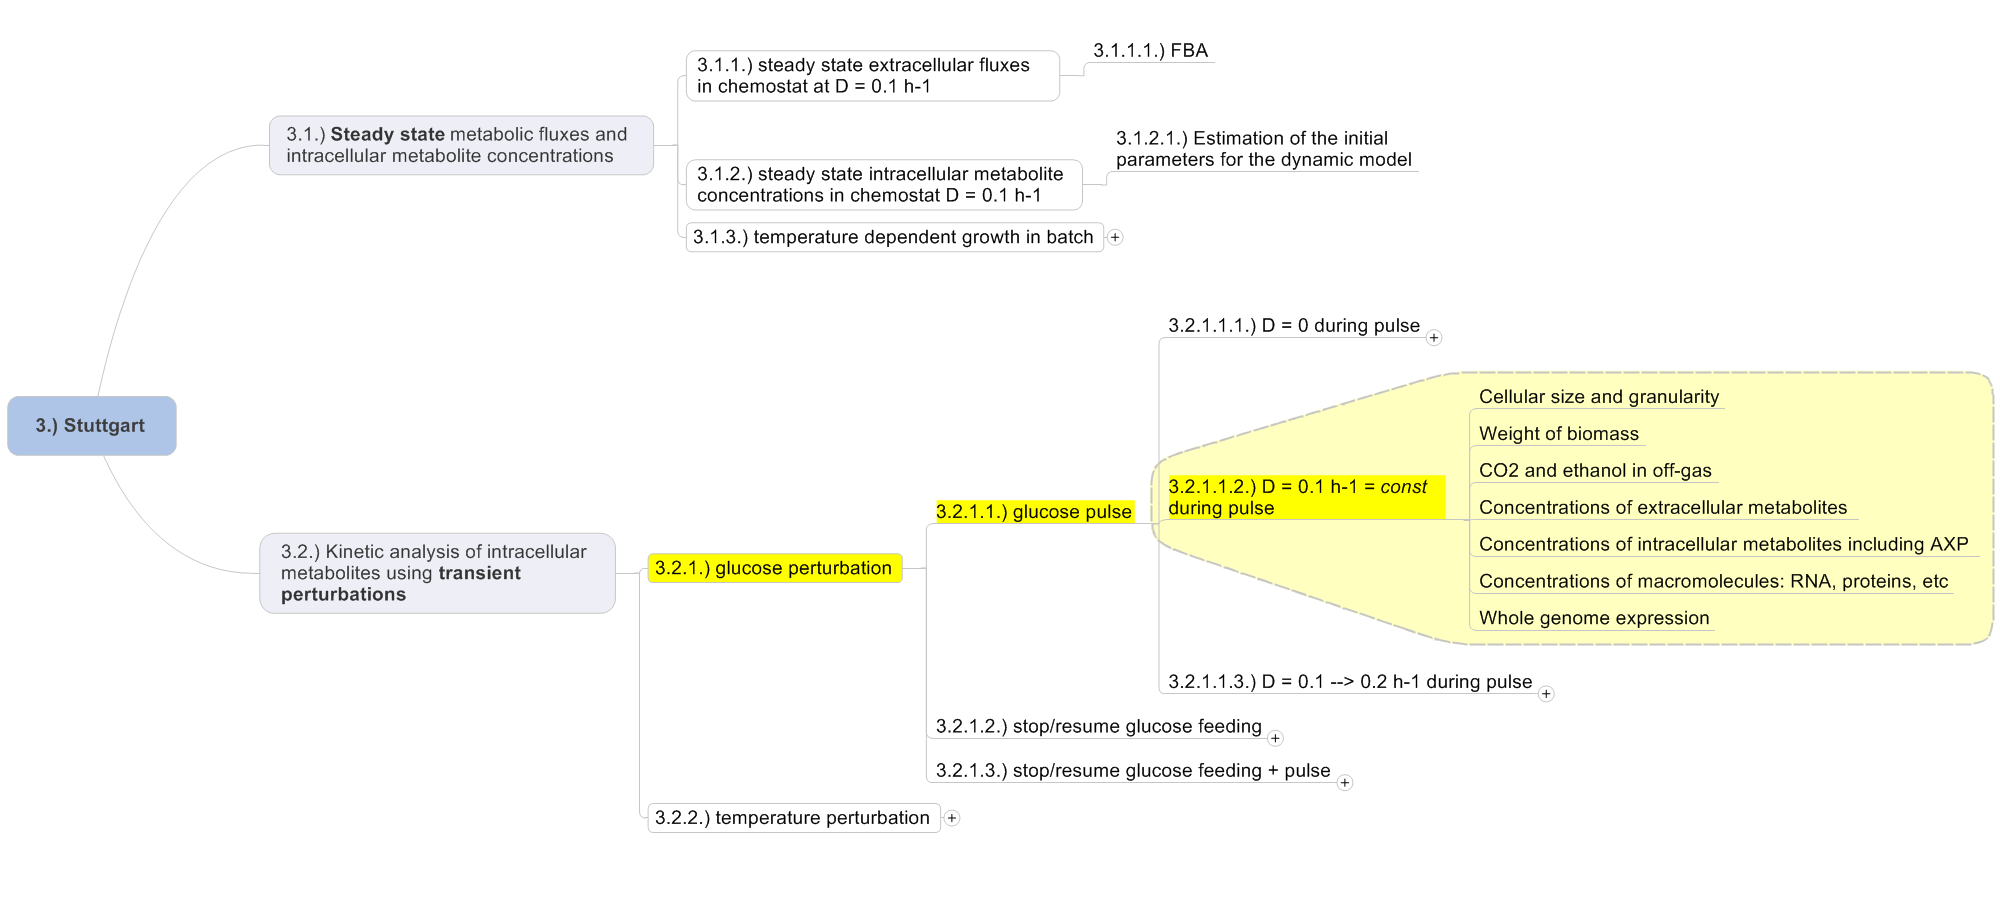 3.) Stuttgart
3.1.) Steady state metabolic fluxes and
intracellular metabolite concentrations
3.1.1.) steady state extracellular fluxes
in chemostat at D = 0.1 h-1
3.1.1.1.) FBA
3.1.2.) steady state intracellular metabolite
concentrations in chemostat D = 0.1 h-1
3.1.2.1.) Estimation of the initial
parameters for the dynamic model
3.1.3.) temperature dependent growth in batch
3.2.) Kinetic analysis of intracellular
metabolites using transient
perturbations
3.2.1.) glucose perturbation
3.2.1.1.) glucose pulse
3.2.1.1.1.) D = 0 during pulse
3.2.1.1.2.) D = 0.1 h-1 = const
during pulse
Cellular size and granularity
Weight of biomass
CO2 and ethanol in off-gas
Concentrations of extracellular metabolites
Concentrations of intracellular metabolites including AXP
Concentrations of macromolecules: RNA, proteins, etc
Whole genome expression
3.2.1.1.3.) D = 0.1 --> 0.2 h-1 during pulse
3.2.1.2.) stop/resume glucose feeding
3.2.1.3.) stop/resume glucose feeding + pulse
3.2.2.) temperature perturbation